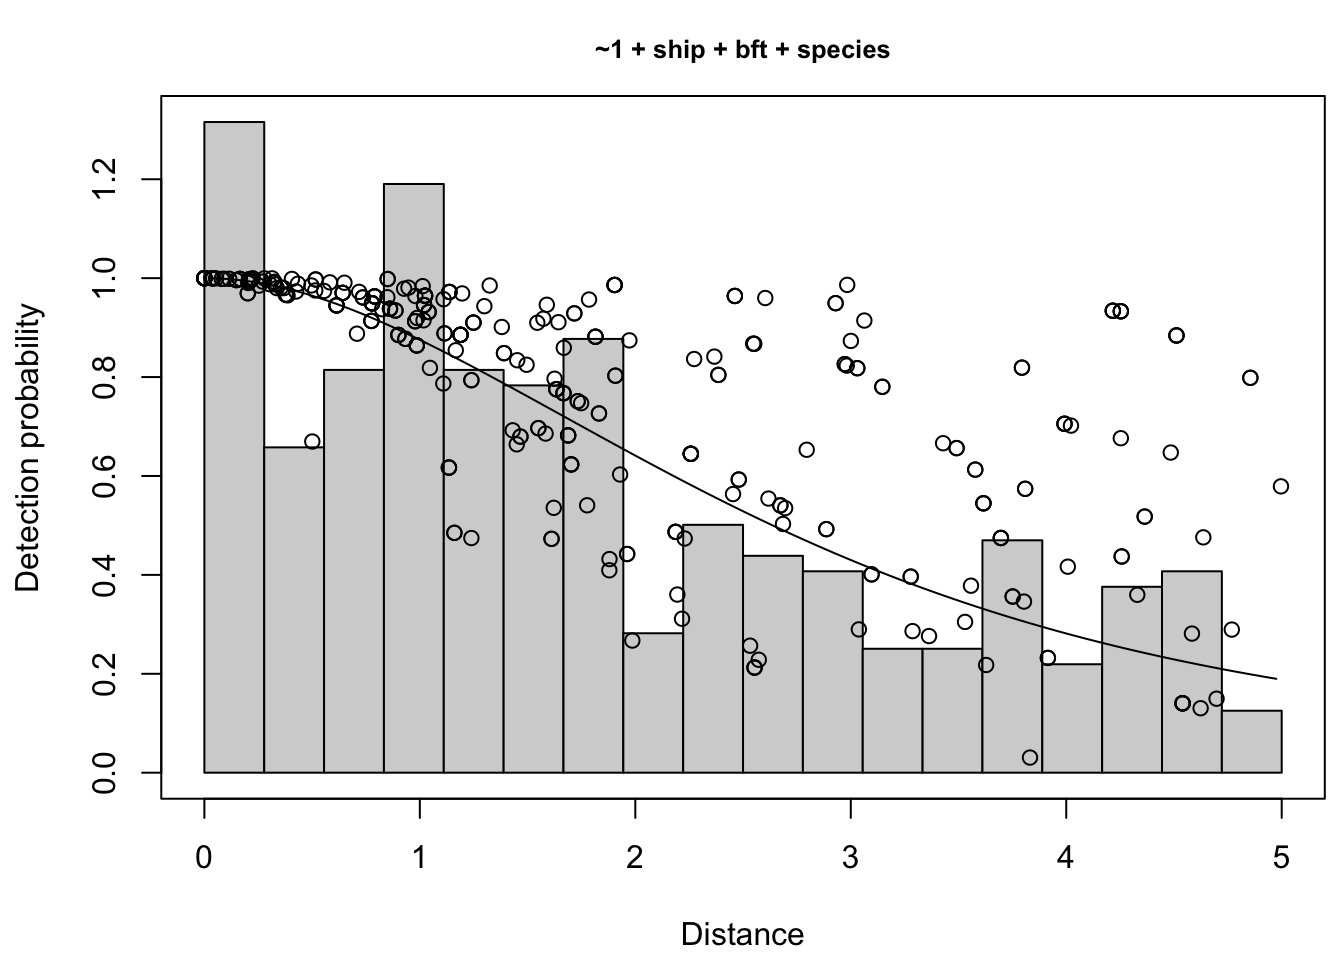 ~1 + ship + bft + species
Detection probability
1.2
1.0
0.8
0.6
0.4
0.2
0.0
0 1 2 3 4 5
Distance